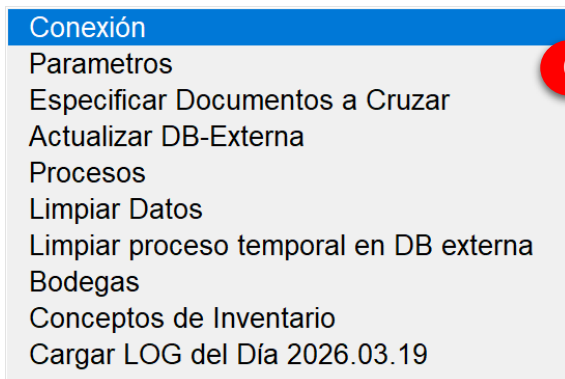 Conexión
Parametros
Especificar Documentos a Cruzar
Actualizar DB-Externa
Procesos
Limpiar Datos
Limpiar proceso temporal en DB externa
Bodegas
Conceptos de Inventario
Cargar LOG del Día 2026.03.19